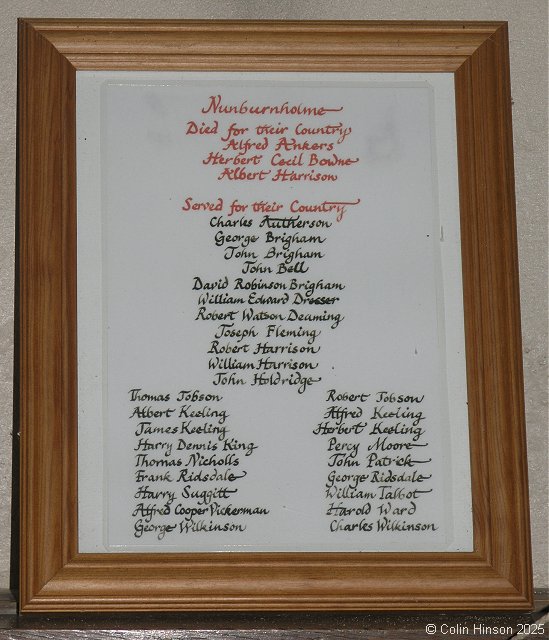 Nunburnholme
Died for their Country
Alfred Ankers
Herbert Cecil Bowne
Albert Harrison
Served for their Country
Charles Autherson
George Brigham
John Brigham
John Bell
David Robinson Brigham
William Edward Dresser
Robert Watson Deuming
Joseph Fleming
Robert Harrison
William Harrison
John Holdridge
Thomas Jobson
Albert Keeling
James Keeling
Harry Dennis King
Thomas Nicholls
Frank Ridsdale
Harry Suggitt
Alfred Cooper Vickerman
George Wilkinson
Robert Jobson
Alfred Keeling
Herbert Keeling
Percy Moore
John Patrick
George Ridsdale
William Talbot
Harold Ward
Charles Wilkinson
© Colin Hinson 2025